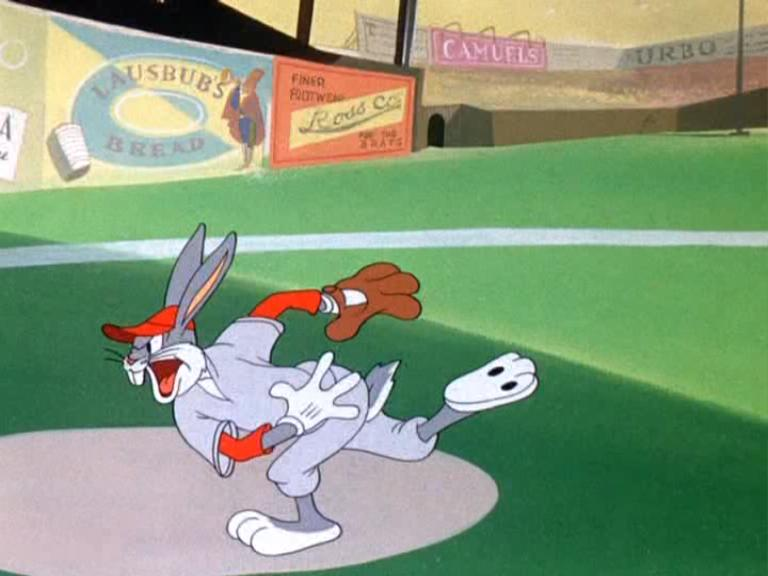 LAUSBUB'S
BREAD
FINER
FOOTWEAR
Ross Co.
FOR THE
BRATS
CAMUELS
URBO
A